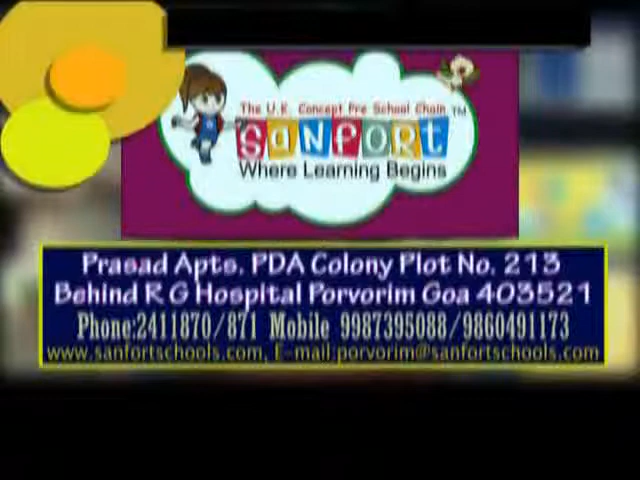 The U.K. Concept Pre School Chain TM
SANFORT
Where Learning Begins
Prasad Apts, PDA Colony Plot No. 213
Behind R G Hospital Porvorim Goa 403521
Phone:2411870/871 Mobile 9987395088/9860491173
www.sanfortschools.com, E-mail:porvorim@sanfortschools.com